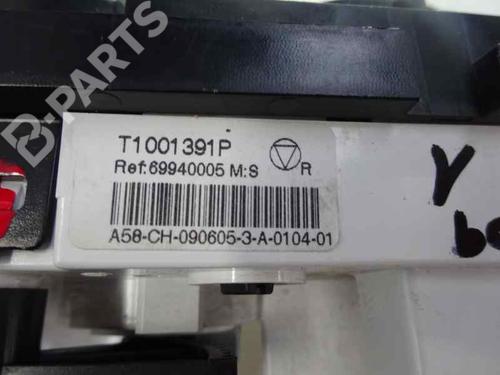 B-PARTS
T1001391P
Ref:69940005 M:S
R
A58-CH-090605-3-A-0104-01
Y